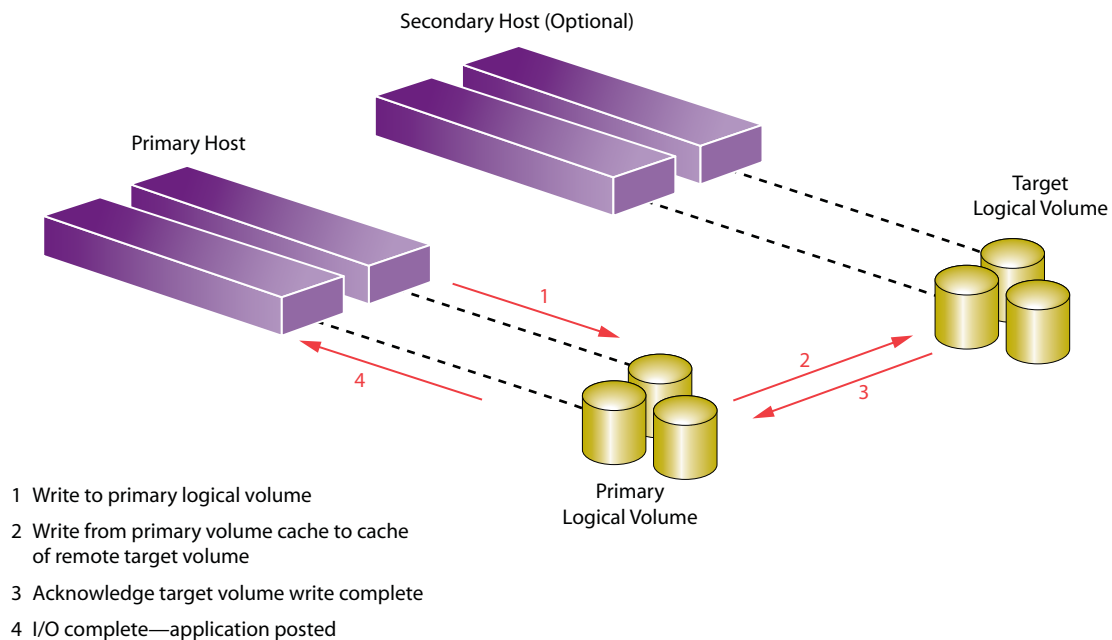 Secondary Host (Optional)
Primary Host
Target
Logical Volume
1
2
3
4
Primary
Logical Volume
1 Write to primary logical volume
2 Write from primary volume cache to cache
of remote target volume
3 Acknowledge target volume write complete
4 I/O complete—application posted